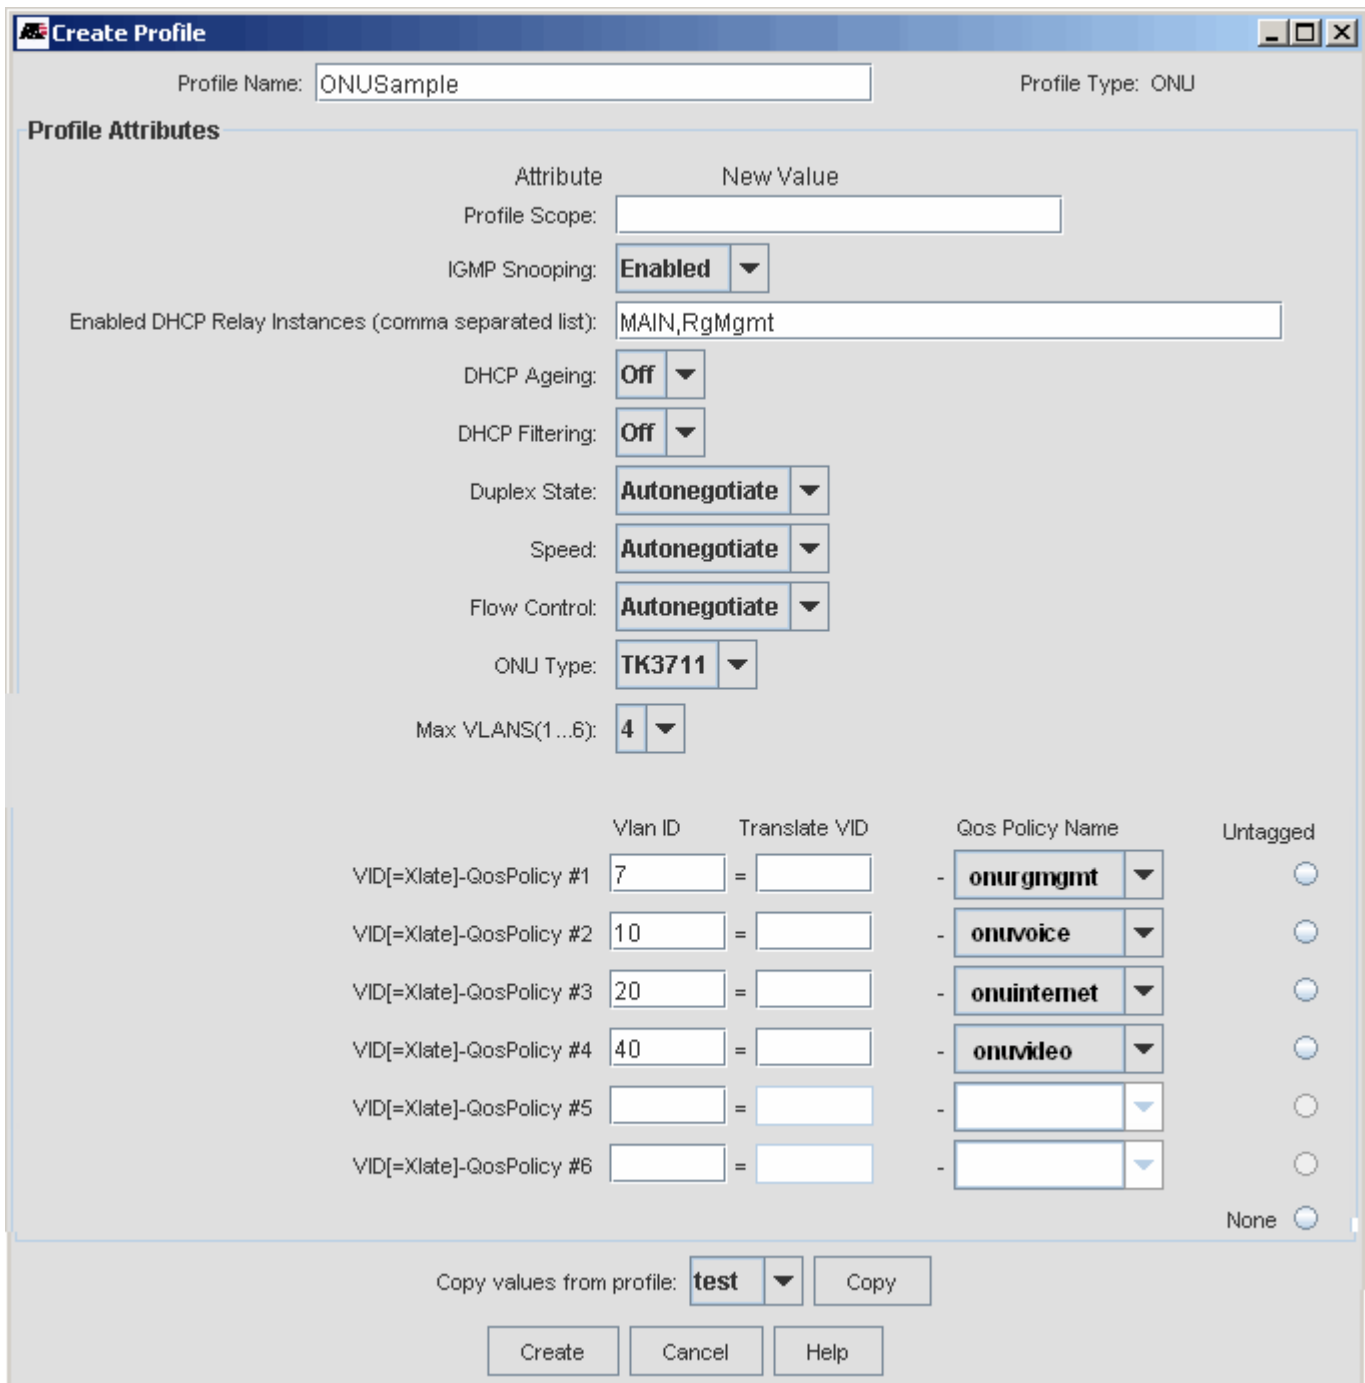 Create Profile
Profile Name: ONUSample Profile Type: ONU
Profile Attributes
Attribute New Value
Profile Scope:
IGMP Snooping: Enabled
Enabled DHCP Relay Instances (comma separated list): MAIN,RgMgmt
DHCP Ageing: Off
DHCP Filtering: Off
Duplex State: Autonegotiate
Speed: Autonegotiate
Flow Control: Autonegotiate
ONU Type: TK3711
Max VLANS(1...6): 4
Vlan ID Translate VID Qos Policy Name Untagged
VID[=Xlate]-QosPolicy #1 7 = - onurgmgmt
VID[=Xlate]-QosPolicy #2 10 = - onuvoice
VID[=Xlate]-QosPolicy #3 20 = - onuinternet
VID[=Xlate]-QosPolicy #4 40 = - onuvideo
VID[=Xlate]-QosPolicy #5 = -
VID[=Xlate]-QosPolicy #6 = -
None
Copy values from profile: test Copy
Create Cancel Help